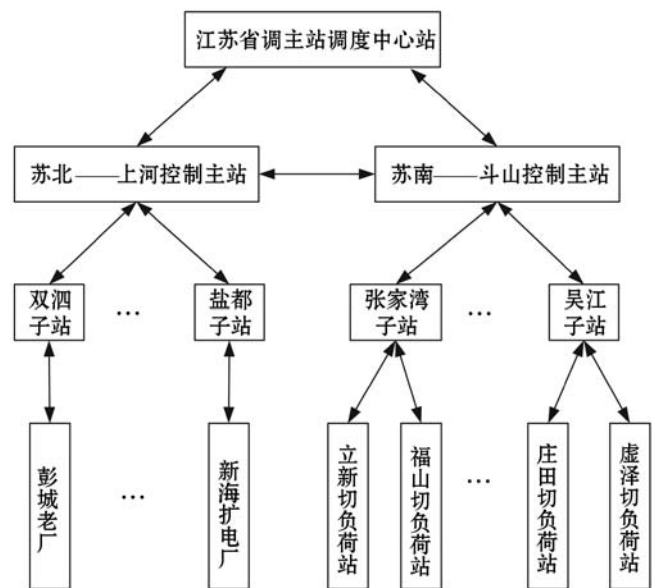 江苏省调主站调度中心站
苏北——上河控制主站
苏南——斗山控制主站
双泗
子站
…
盐都
子站
张家湾
子站
…
吴江
子站
彭城老厂
…
新海扩电厂
立新切负荷站
福山切负荷站
…
庄田切负荷站
虚泽切负荷站